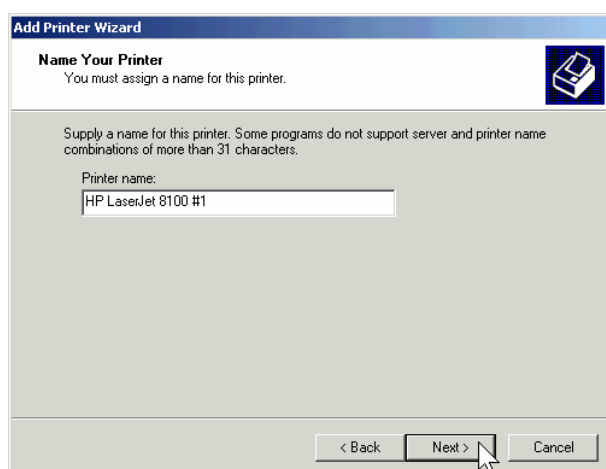 Add Printer Wizard
Name Your Printer
You must assign a name for this printer.
Supply a name for this printer. Some programs do not support server and printer name
combinations of more than 31 characters.
Printer name:
HP LaserJet 8100 #1
< Back Next > Cancel